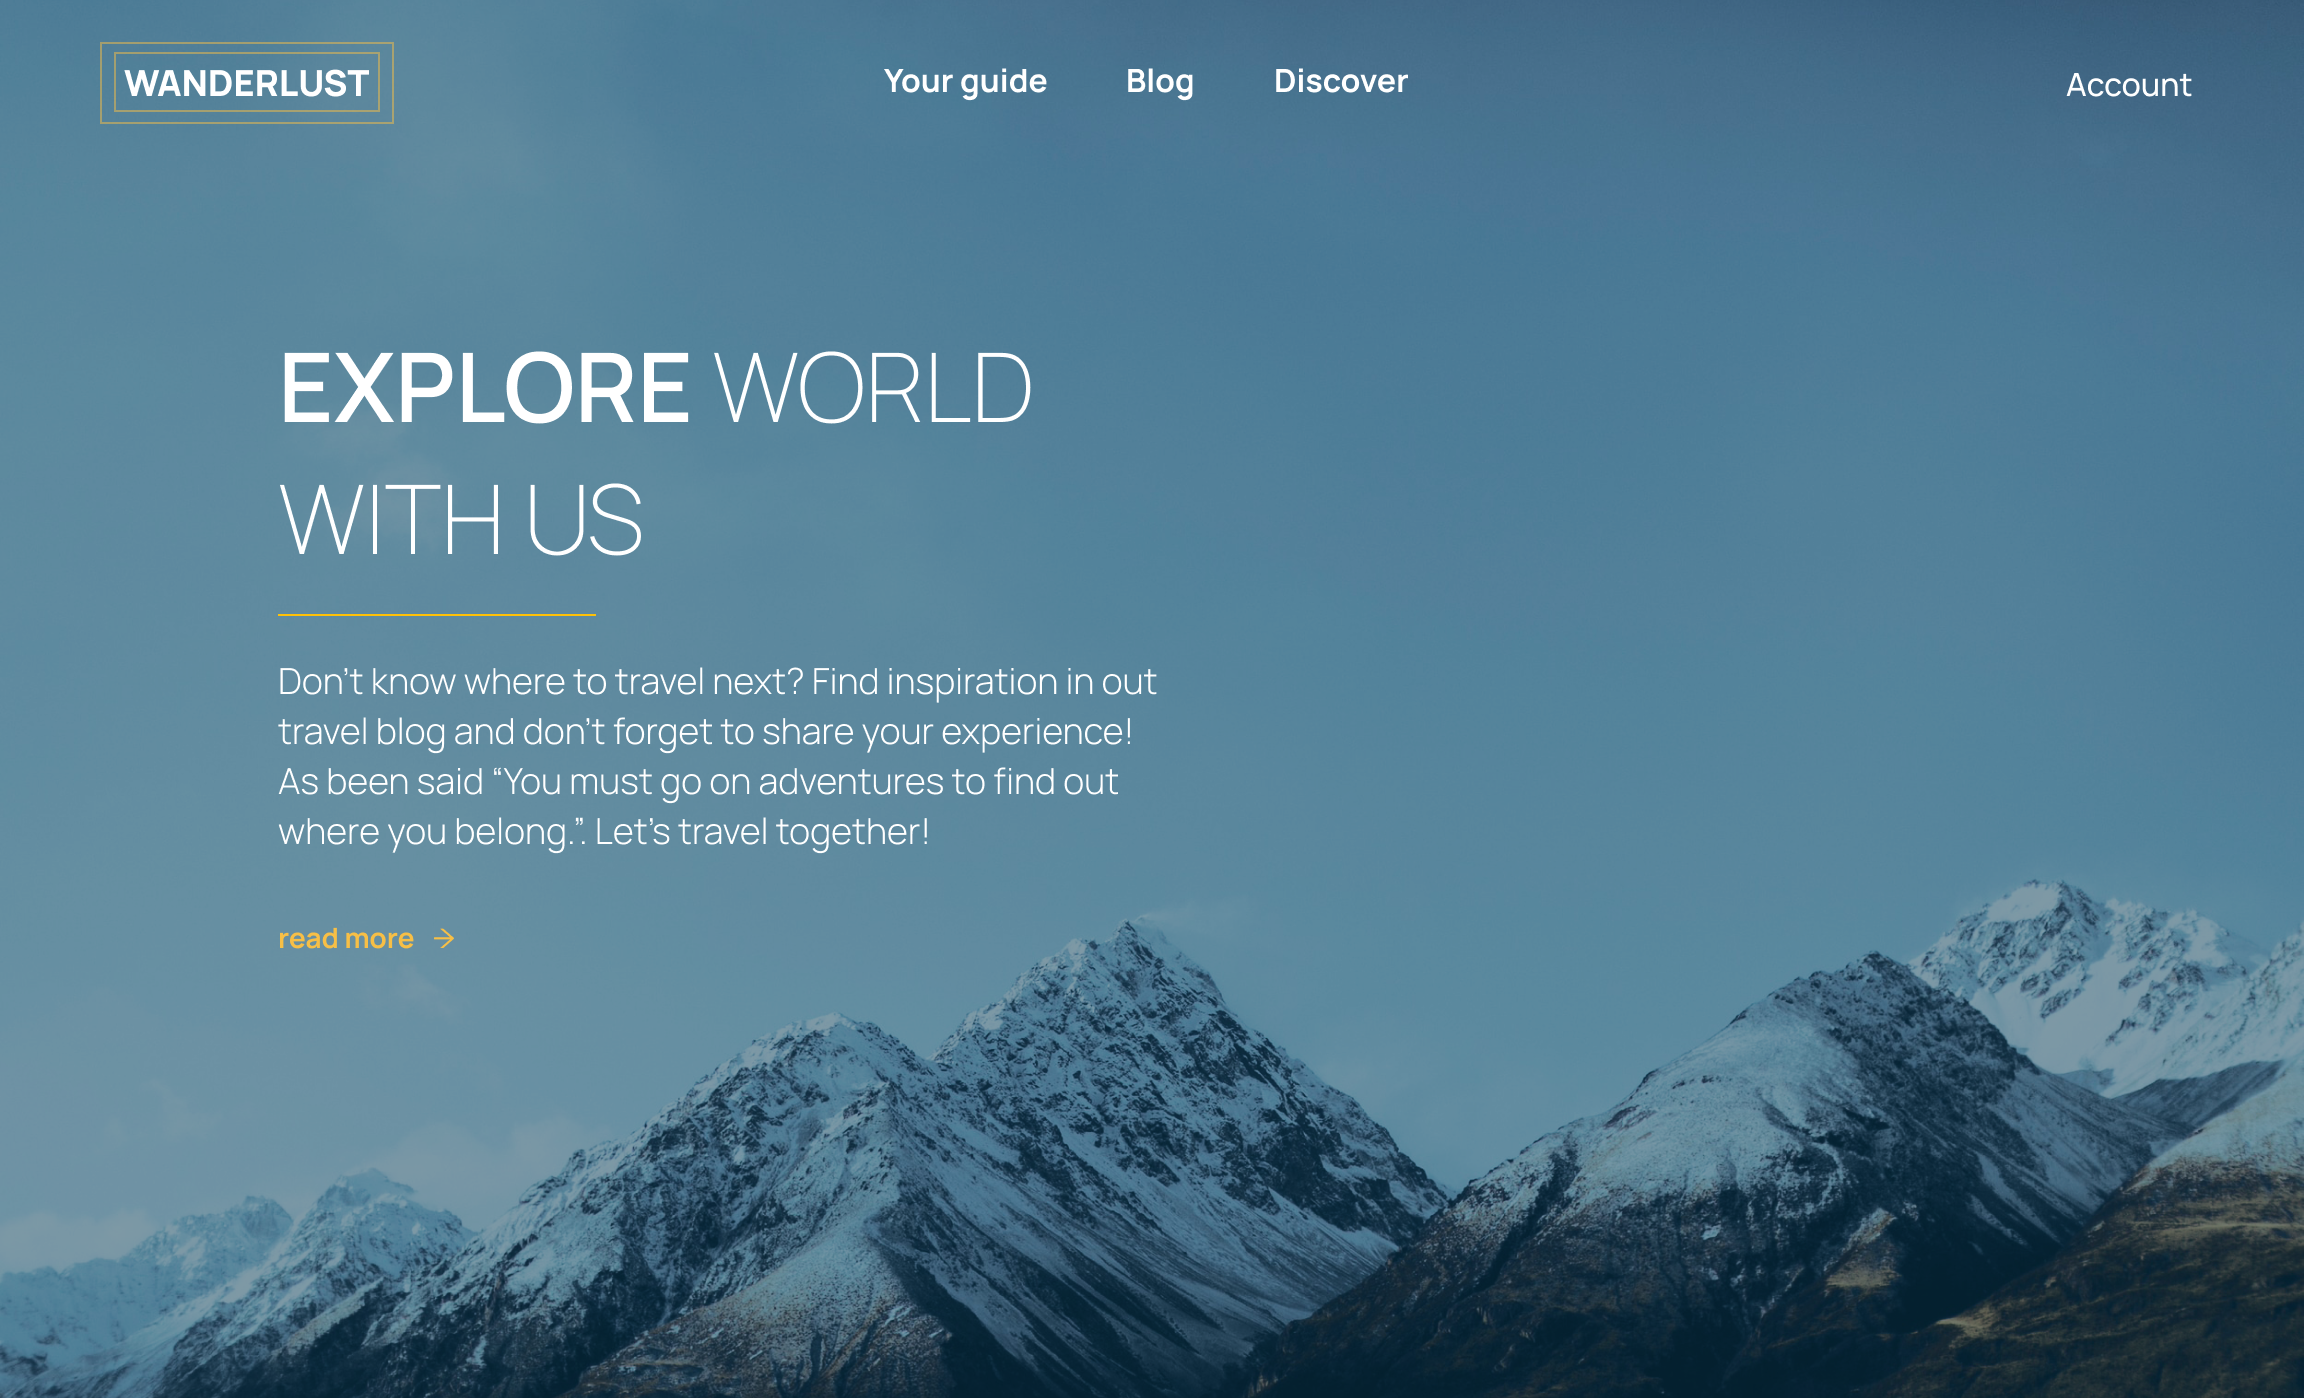 WANDERLUST
Your guide
Blog
Discover
Account
EXPLORE WORLD
WITH US
Don’t know where to travel next? Find inspiration in out
travel blog and don’t forget to share your experience!
As been said “You must go on adventures to find out
where you belong.”. Let’s travel together!
read more →